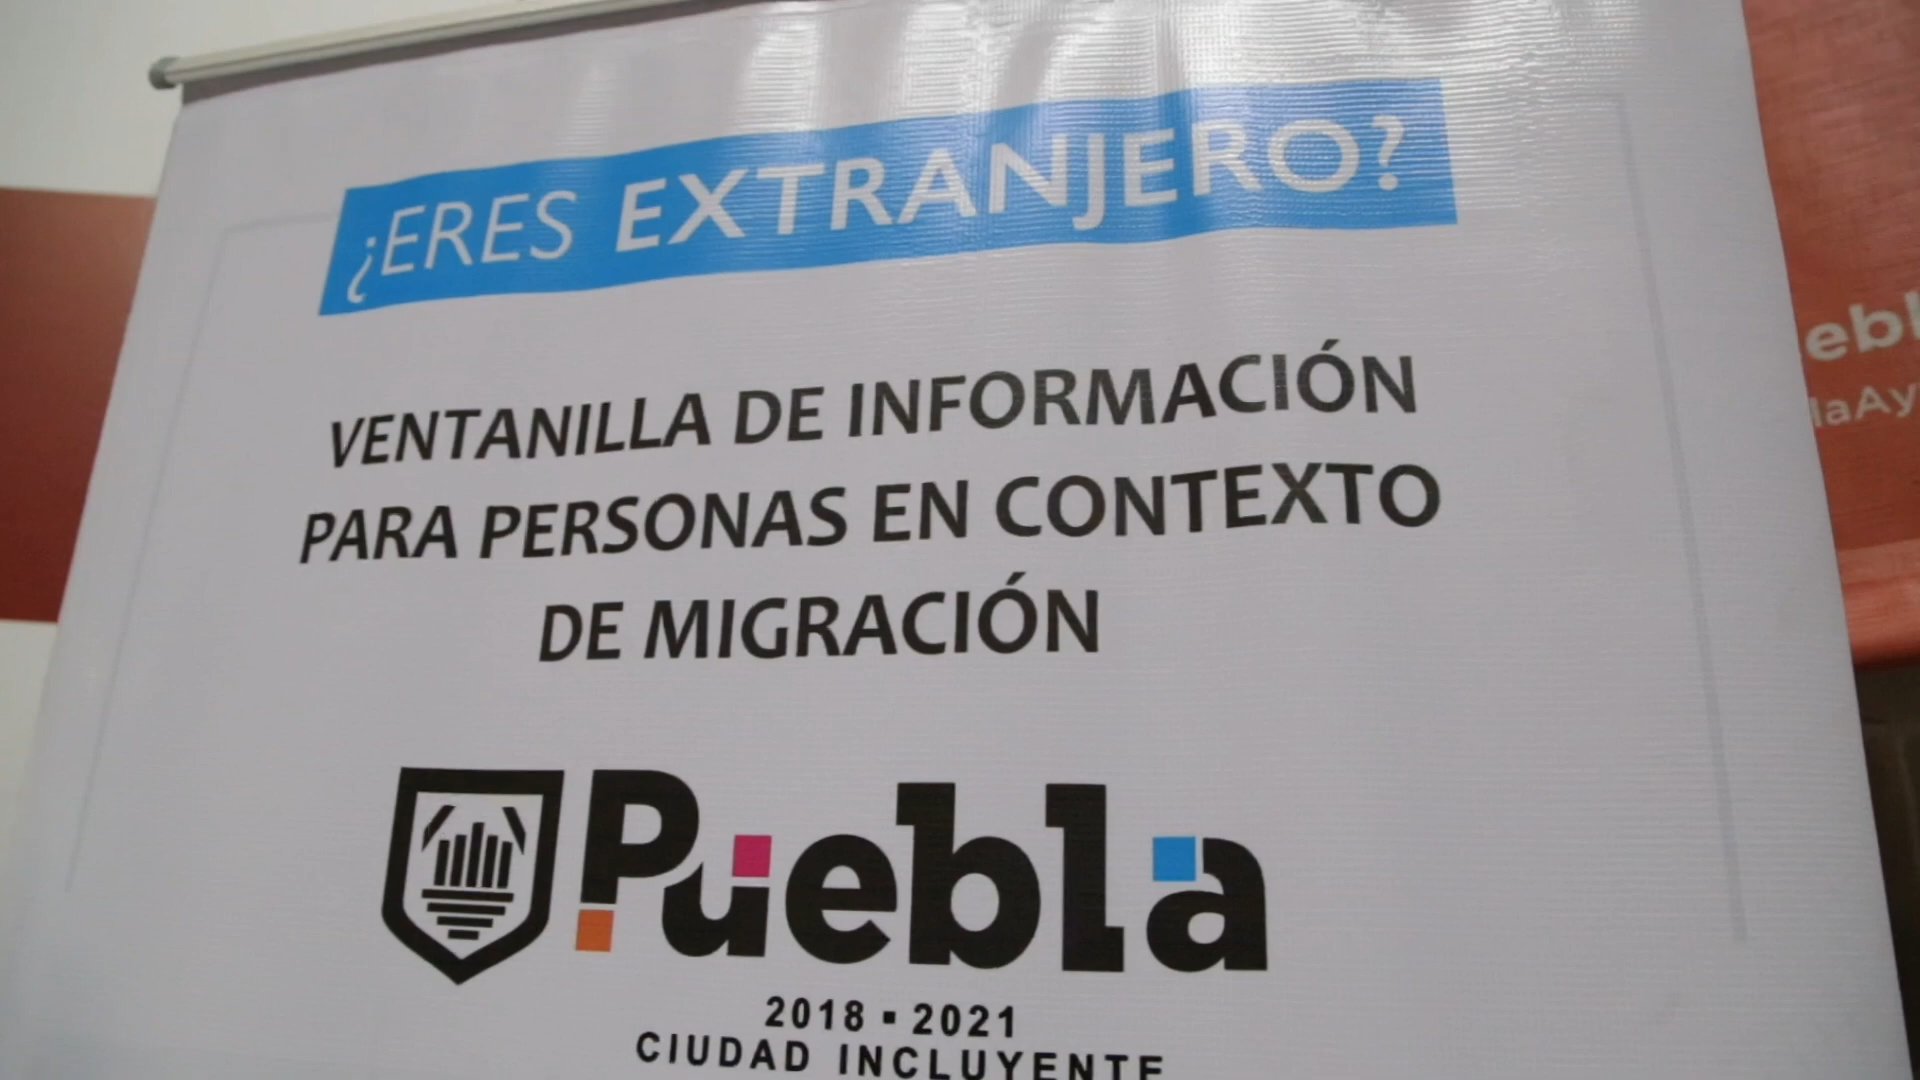 ¿ERES EXTRANJERO?
VENTANILLA DE INFORMACIÓN
PARA PERSONAS EN CONTEXTO
DE MIGRACIÓN
Puebla
2018 ▪ 2021
CIUDAD INCLUYENTE